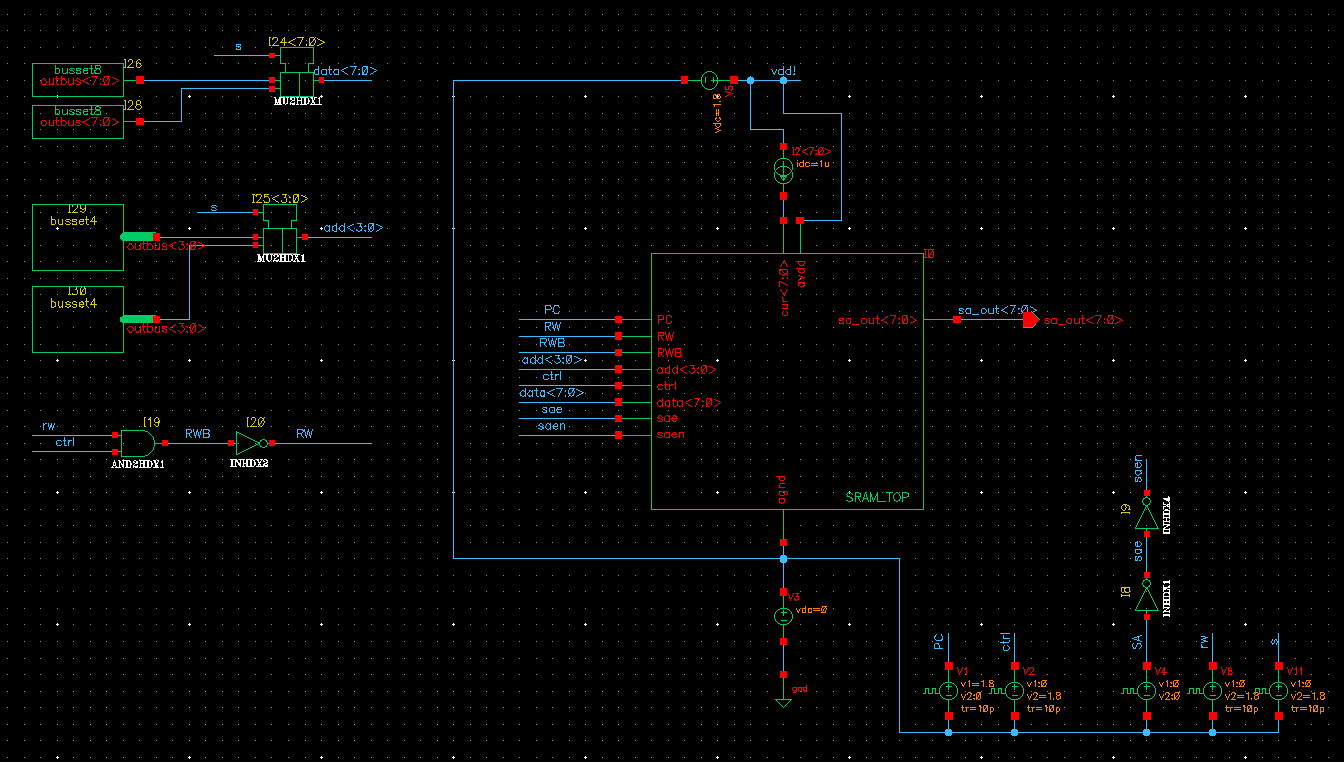 s
I24<7:0>
I26
busset8
outbus<7:0>
data<7:0>
MU2HDX1
I28
busset8
outbus<7:0>
I29
busset4
outbus<3:0>
s
I25<3:0>
add<3:0>
MU2HDX1
I30
busset4
outbus<3:0>
rw
ctrl
I19
AND2HDX1
RWB
I20
INHDX2
RW
vdd!
V5
vdc=1.8
I2<7:0>
idc=1u
I0
cur<7:0>
avdd
PC
RW
RWB
add<3:0>
ctrl
data<7:0>
sae
saen
PC
RW
RWB
add<3:0>
ctrl
data<7:0>
sae
saen
sa_out<7:0>
sa_out<7:0>
sa_out<7:0>
agnd
SRAM_TOP
V3
vdc=0
gnd
saen
I9
INHDX4
sae
I8
INHDX1
PC
V1
v1=1.8
v2:0
tr=10p
ctrl
V2
v1:0
v2=1.8
tr=10p
SA
V4
v1:0
v2:0
rw
V6
v1:0
v2=1.8
tr=10p
s
V11
v1:0
v2=1.8
tr=10p